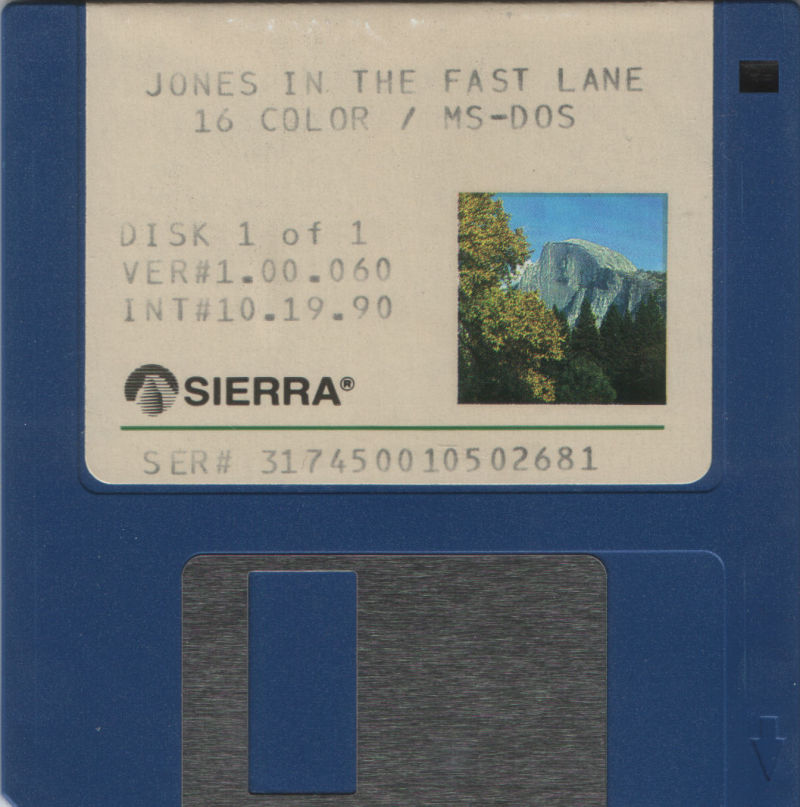 JONES IN THE FAST LANE
16 COLOR / MS-DOS
DISK 1 of 1
VER#1.00.060
INT#10.19.90
SIERRA®
SER# 317450010502681